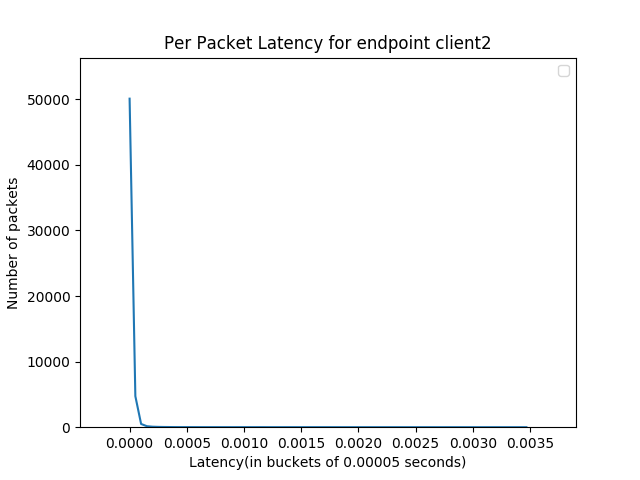 Per Packet Latency for endpoint client2
Number of packets
50000
40000
30000
20000
10000
0
0.0000 0.0005 0.0010 0.0015 0.0020 0.0025 0.0030 0.0035
Latency(in buckets of 0.00005 seconds)